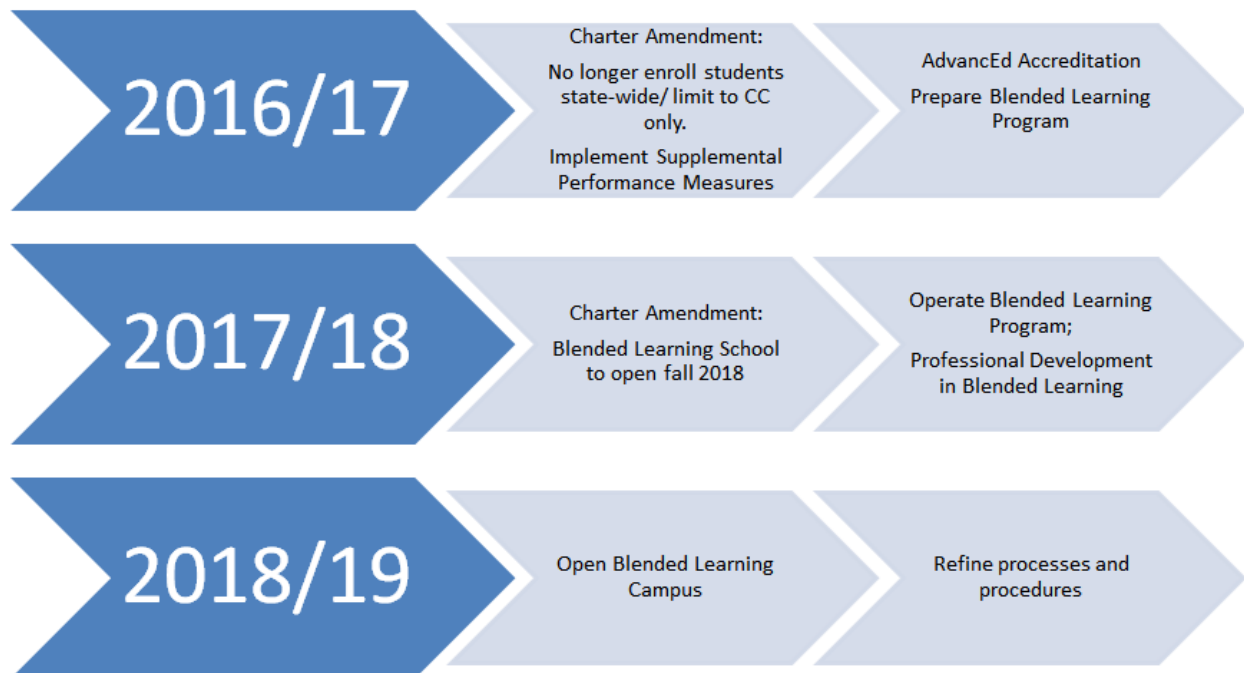 2016/17
Charter Amendment:
No longer enroll students
state-wide/ limit to CC
only.
Implement Supplemental
Performance Measures
AdvancEd Accreditation
Prepare Blended Learning
Program
2017/18
Charter Amendment:
Blended Learning School
to open fall 2018
Operate Blended Learning
Program;
Professional Development
in Blended Learning
2018/19
Open Blended Learning
Campus
Refine processes and
procedures